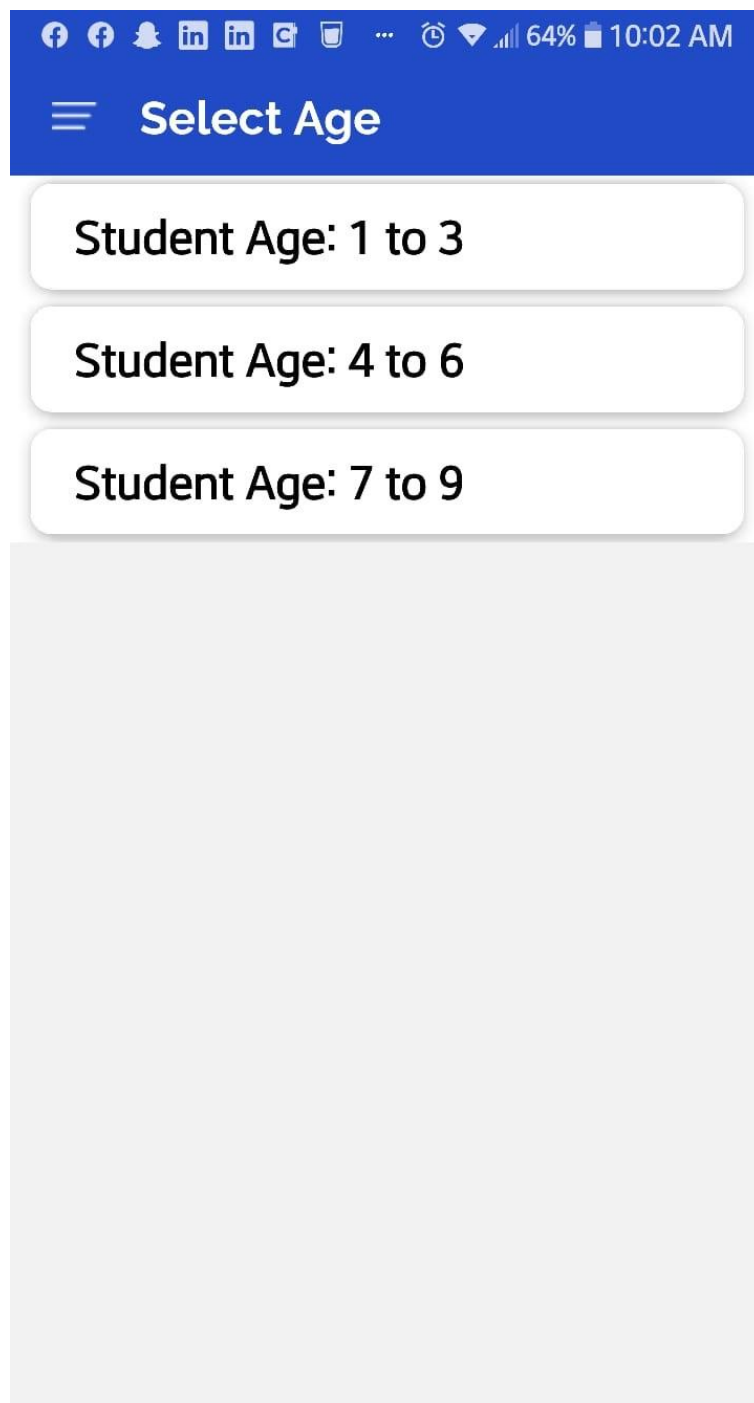 64% 10:02 AM
Select Age
Student Age: 1 to 3
Student Age: 4 to 6
Student Age: 7 to 9